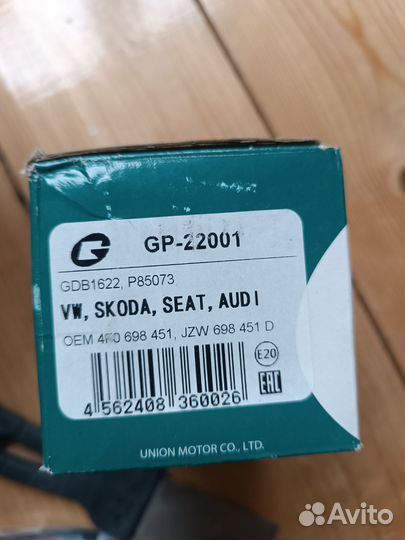 G GP-22001
GDB1622, P85073
VW, SKODA, SEAT, AUDI
OEM 4F0 698 451, JZW 698 451 D
E20
EAC
4 562408 360026
UNION MOTOR CO., LTD.
Avito